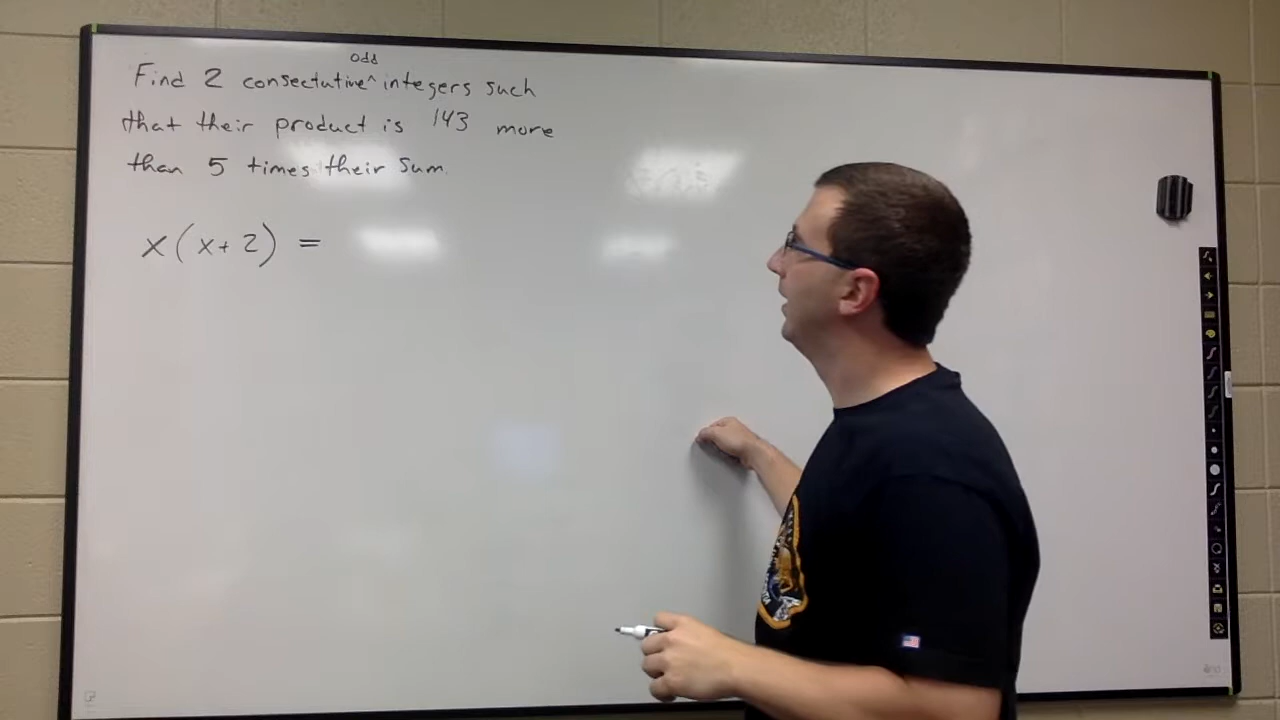 odd
Find 2 consectutive^ integers such
that their product is 143 more
than 5 times their sum.
x(x+2) =